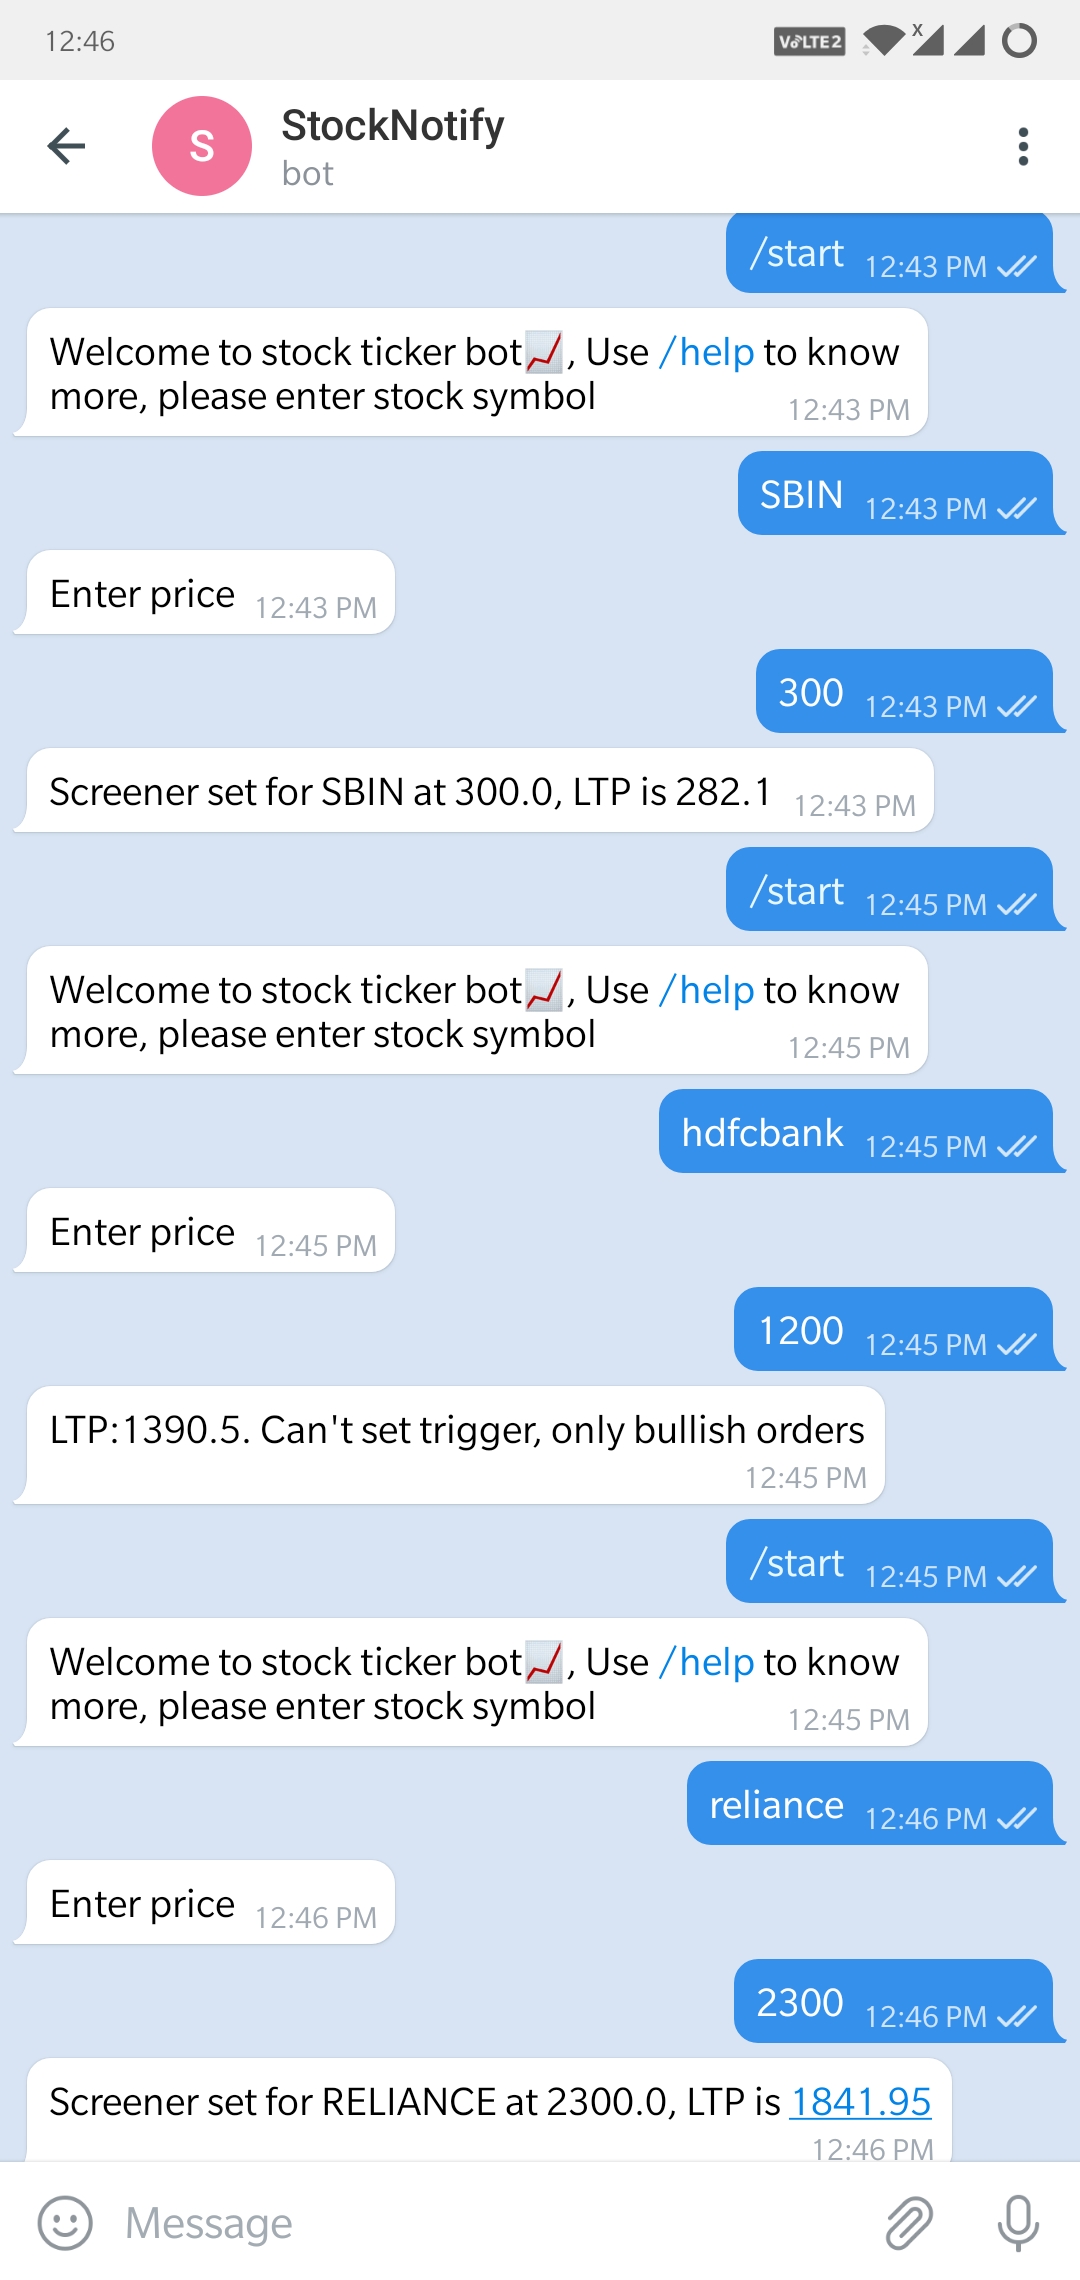 12:46
VoLTE2
x
S
StockNotify
bot
/start 12:43 PM
Welcome to stock ticker bot📈, Use /help to know
more, please enter stock symbol
12:43 PM
SBIN 12:43 PM
Enter price 12:43 PM
300 12:43 PM
Screener set for SBIN at 300.0, LTP is 282.1 12:43 PM
/start 12:45 PM
Welcome to stock ticker bot📈, Use /help to know
more, please enter stock symbol
12:45 PM
hdfcbank 12:45 PM
Enter price 12:45 PM
1200 12:45 PM
LTP:1390.5. Can't set trigger, only bullish orders
12:45 PM
/start 12:45 PM
Welcome to stock ticker bot📈, Use /help to know
more, please enter stock symbol
12:45 PM
reliance 12:46 PM
Enter price 12:46 PM
2300 12:46 PM
Screener set for RELIANCE at 2300.0, LTP is 1841.95
12:46 PM
Message